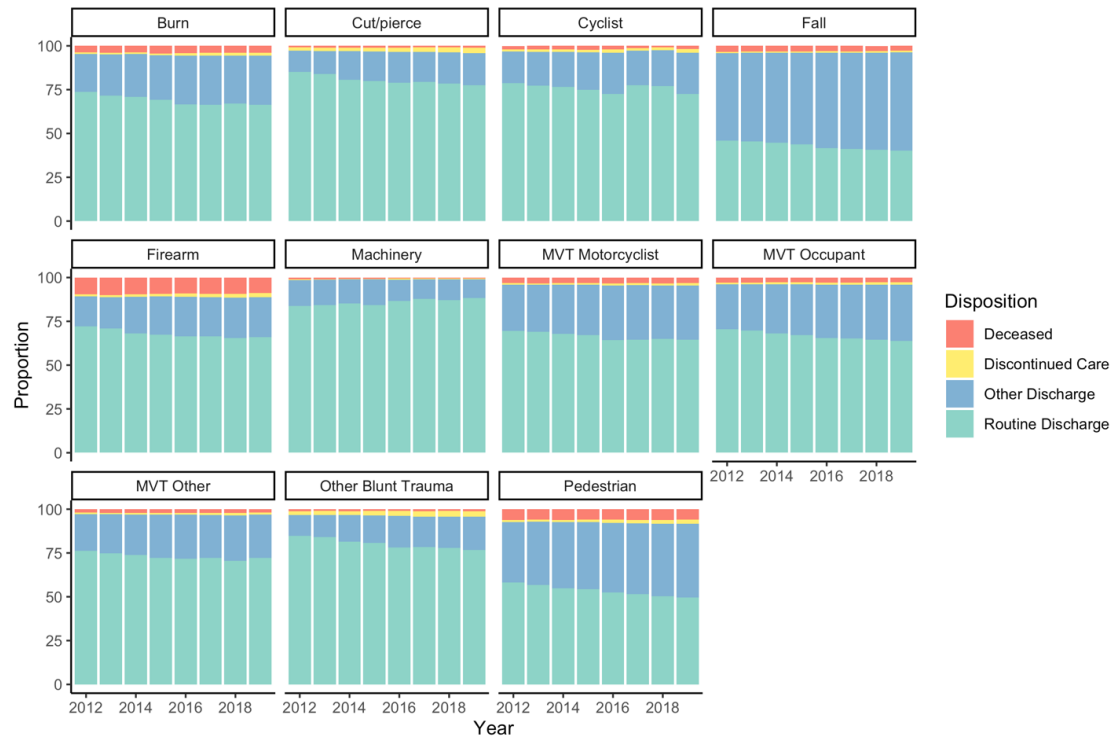 Burn
Cut/pierce
Cyclist
Fall
100
75
50
25
0
Firearm
Machinery
MVT Motorcyclist
MVT Occupant
100
75
50
25
0
2012 2014 2016 2018
MVT Other
Other Blunt Trauma
Pedestrian
100
75
50
25
0
2012 2014 2016 2018
2012 2014 2016 2018
2012 2014 2016 2018
Proportion
Year
Disposition
Deceased
Discontinued Care
Other Discharge
Routine Discharge